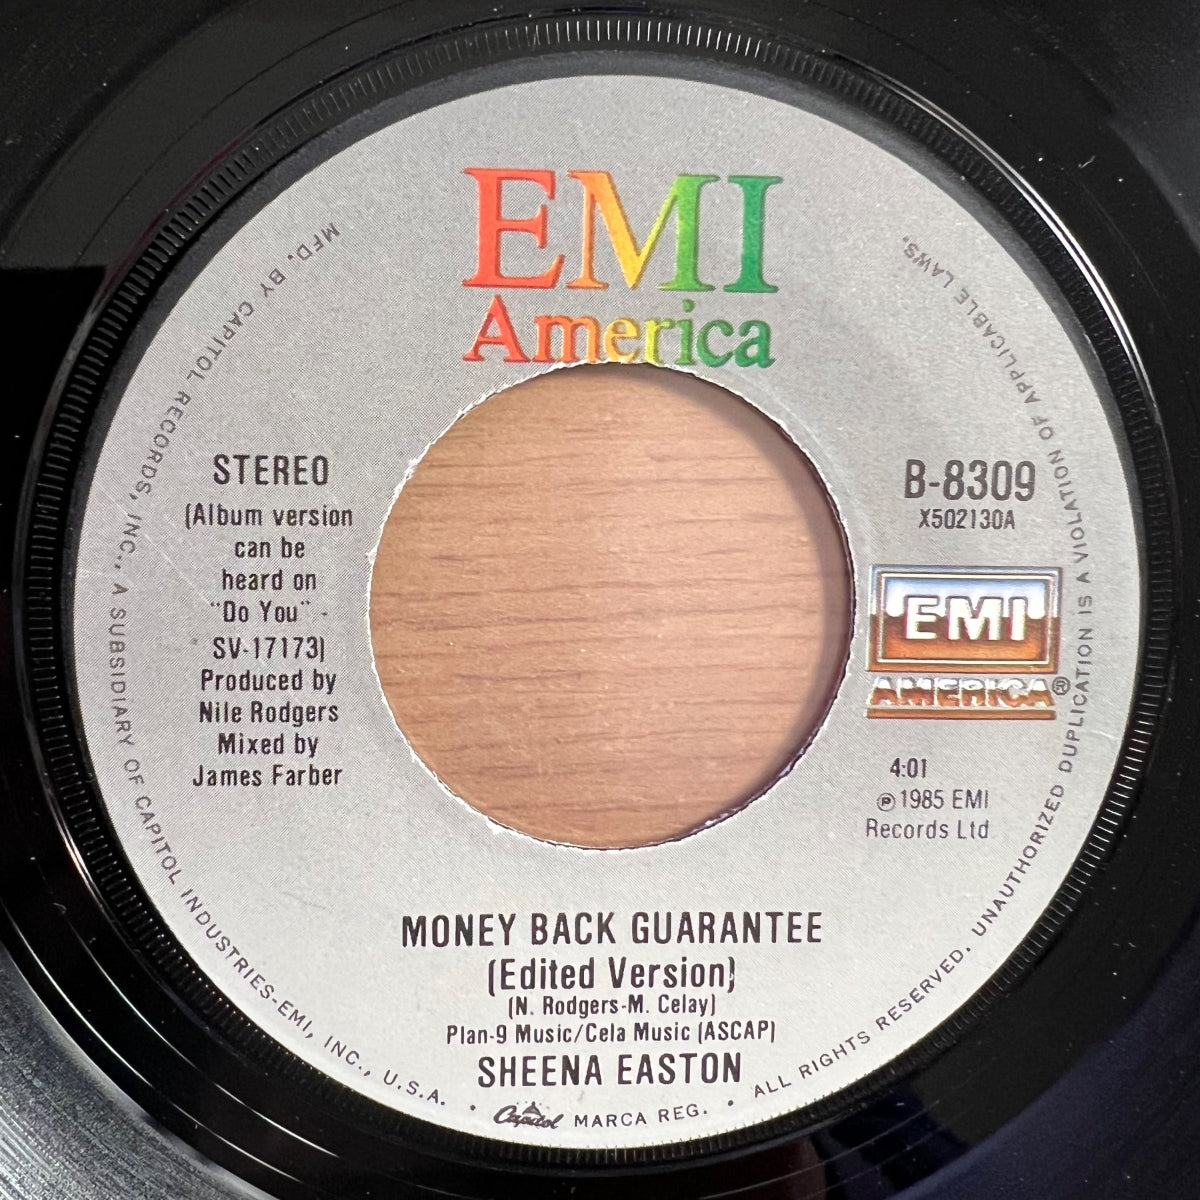 EMI
America
STEREO
(Album version
can be
heard on
"Do You" -
SV-17173)
Produced by
Nile Rodgers
Mixed by
James Farber
B-8309
X502130A
EMI
AMERICA®
4:01
℗1985 EMI
Records Ltd
MONEY BACK GUARANTEE
(Edited Version)
(N. Rodgers-M. Celay)
Plan-9 Music/Cela Music (ASCAP)
SHEENA EASTON
MFD. BY CAPITOL RECORDS, INC., A SUBSIDIARY OF CAPITOL INDUSTRIES-EMI, INC., U.S.A. • Capitol MARCA REG. • ALL RIGHTS RESERVED. UNAUTHORIZED DUPLICATION IS A VIOLATION OF APPLICABLE LAWS.